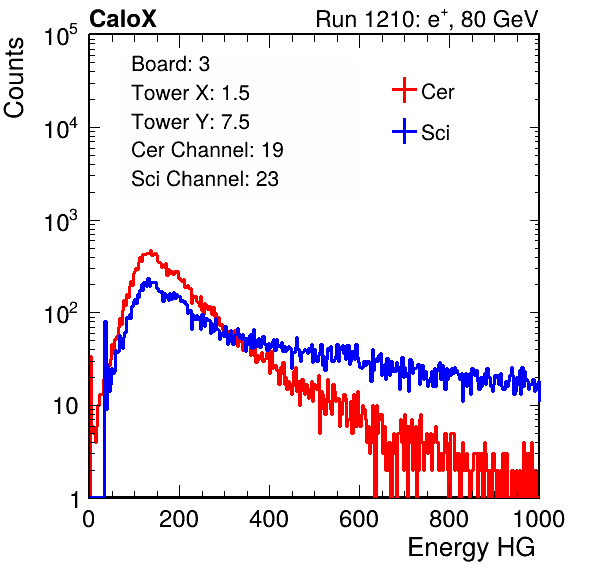 CaloX Run 1210: e⁺, 80 GeV
Counts
Board: 3
Tower X: 1.5
Tower Y: 7.5
Cer Channel: 19
Sci Channel: 23
Cer
Sci
10⁵
10⁴
10³
10²
10
1
0 200 400 600 800 1000
Energy HG